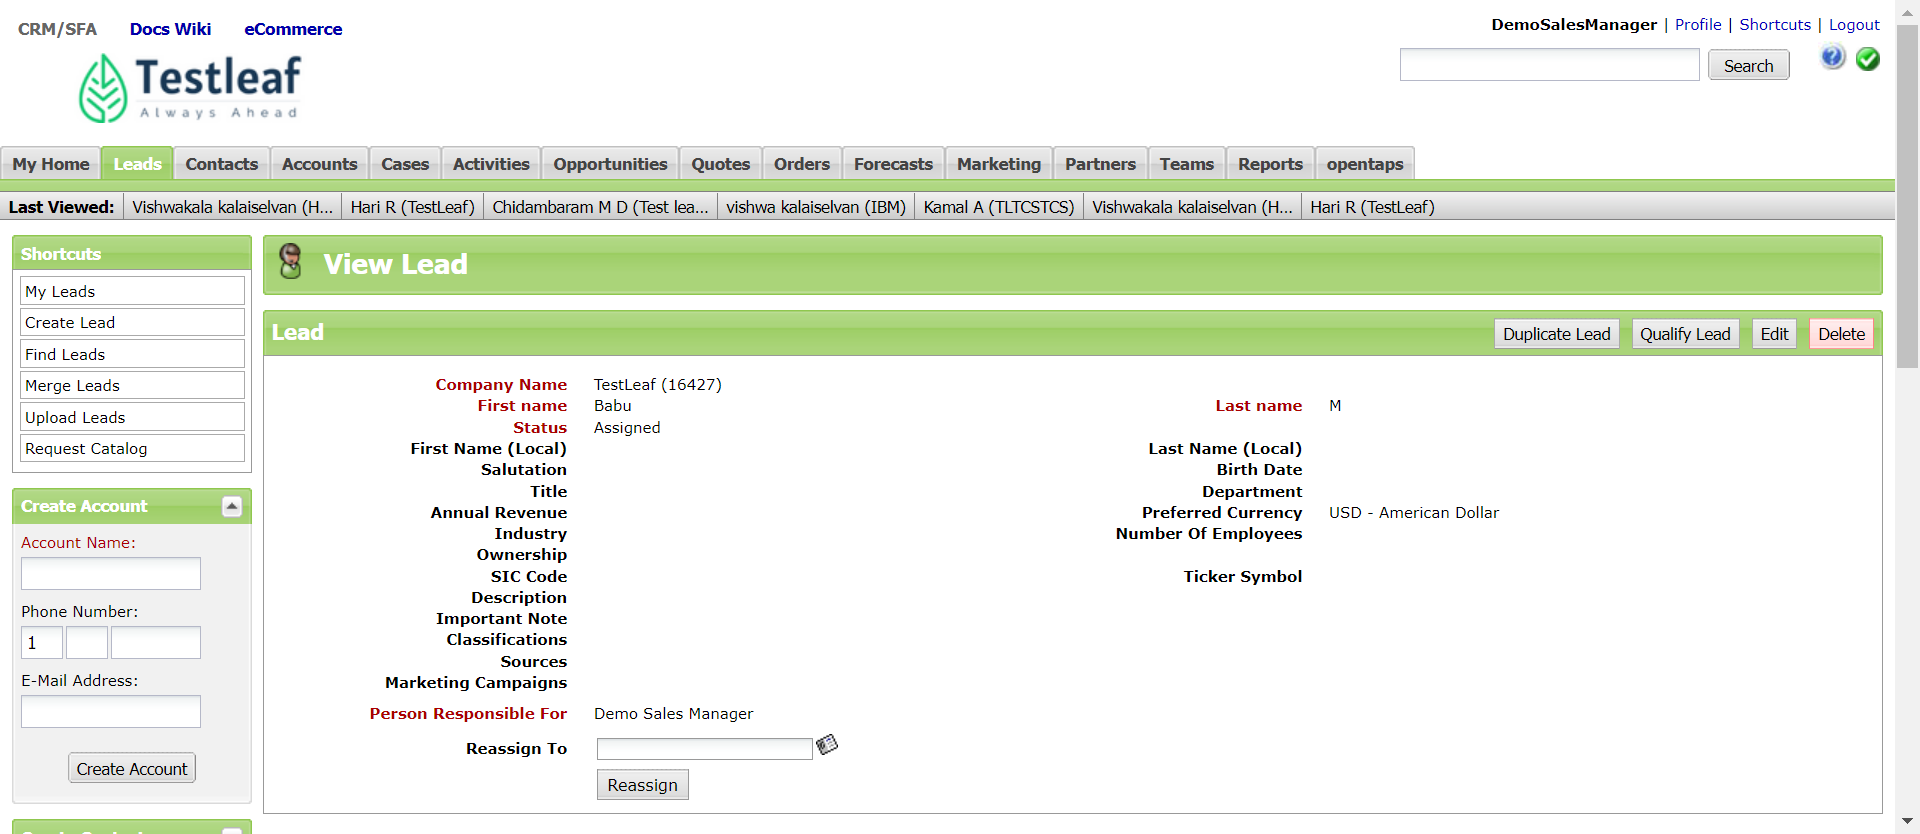 CRM/SFA Docs Wiki eCommerce
DemoSalesManager | Profile | Shortcuts | Logout
Testleaf
Always Ahead
Search
My Home Leads Contacts Accounts Cases Activities Opportunities Quotes Orders Forecasts Marketing Partners Teams Reports opentaps
Last Viewed: Vishwakala kalaiselvan (H... Hari R (TestLeaf) Chidambaram M D (Test lea... vishwa kalaiselvan (IBM) Kamal A (TLTCSTCS) Vishwakala kalaiselvan (H... Hari R (TestLeaf)
Shortcuts
My Leads
Create Lead
Find Leads
Merge Leads
Upload Leads
Request Catalog
Create Account
Account Name:
Phone Number:
1
E-Mail Address:
Create Account
View Lead
Lead
Duplicate Lead Qualify Lead Edit Delete
Company Name TestLeaf (16427)
First name Babu Last name M
Status Assigned
First Name (Local) Last Name (Local)
Salutation Birth Date
Title Department
Annual Revenue Preferred Currency USD - American Dollar
Industry Number Of Employees
Ownership
SIC Code Ticker Symbol
Description
Important Note
Classifications
Sources
Marketing Campaigns
Person Responsible For Demo Sales Manager
Reassign To
Reassign